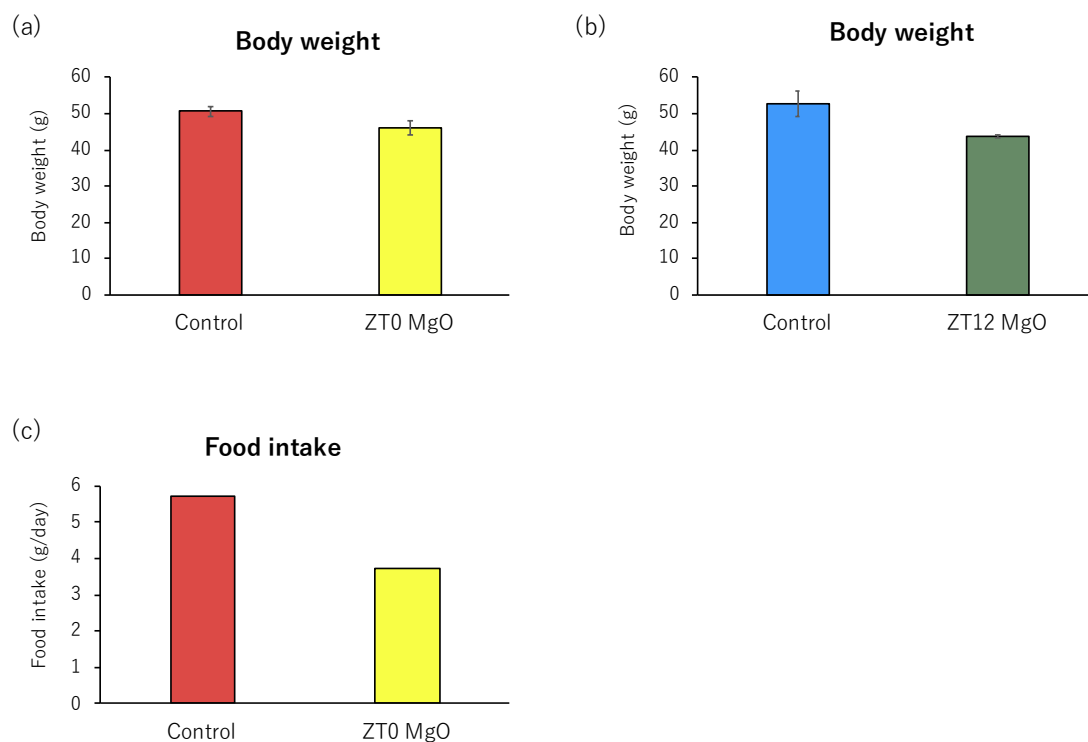 (a)
Body weight
Body weight (g)
60
50
40
30
20
10
0
Control
ZT0 MgO
(b)
Body weight
Body weight (g)
60
50
40
30
20
10
0
Control
ZT12 MgO
(c)
Food intake
Food intake (g/day)
6
5
4
3
2
1
0
Control
ZT0 MgO